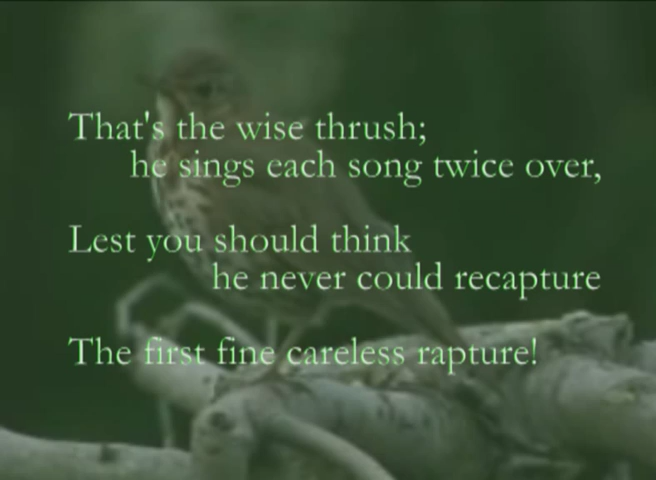 That's the wise thrush;
he sings each song twice over,
Lest you should think
he never could recapture
The first fine careless rapture!